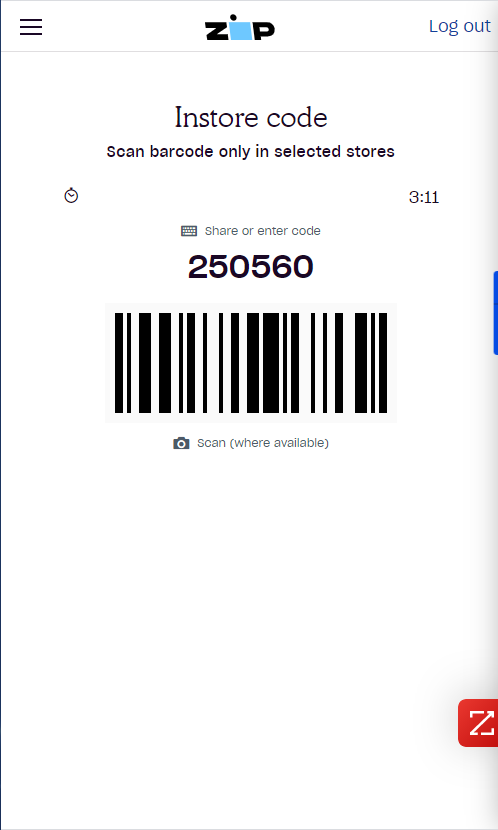 zip
Log out
Instore code
Scan barcode only in selected stores
3:11
Share or enter code
250560
Scan (where available)